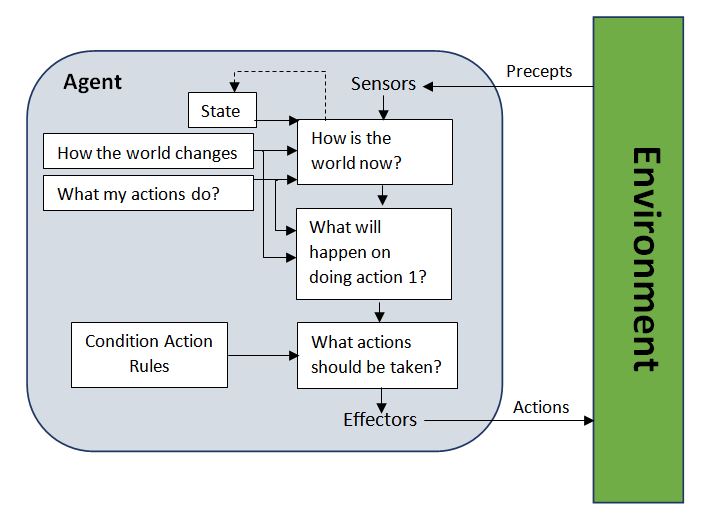 Agent
Precepts
Sensors
State
How is the
world now?
How the world changes
What my actions do?
What will
happen on
doing action 1?
Condition Action
Rules
What actions
should be taken?
Effectors
Actions
Environment